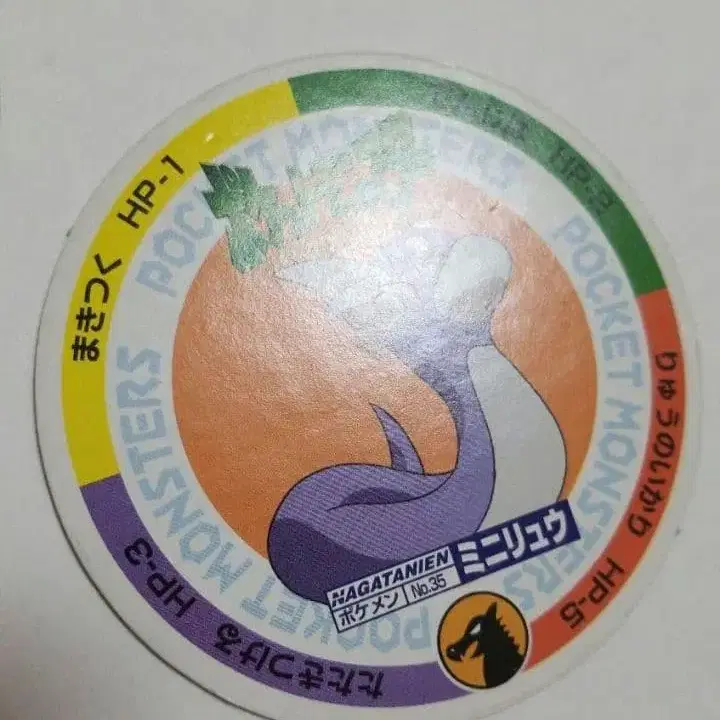 まきつく HP-1
HP-2
りゅうのいかり HP-5
たたきつける HP-3
POCKET MONSTERS
POCKET MONSTERS
POCKET MONSTERS
POCKET MONSTERS
NAGATANIEN
ポケメン No.35
ミニリュウ